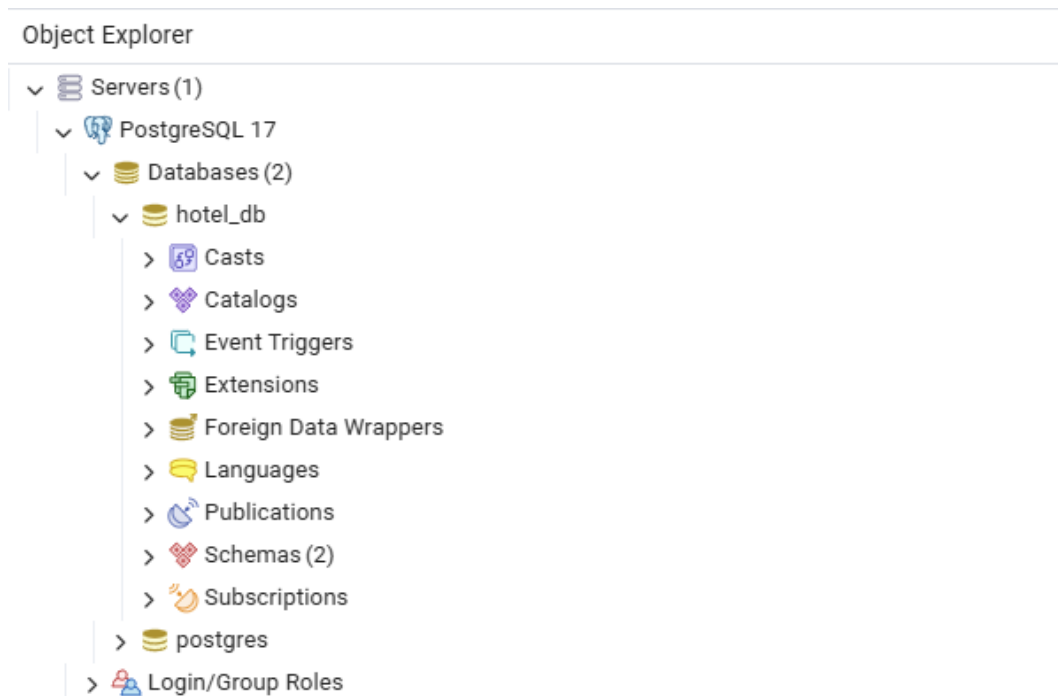 Object Explorer
Servers (1)
PostgreSQL 17
Databases (2)
hotel_db
Casts
Catalogs
Event Triggers
Extensions
Foreign Data Wrappers
Languages
Publications
Schemas (2)
Subscriptions
postgres
Login/Group Roles